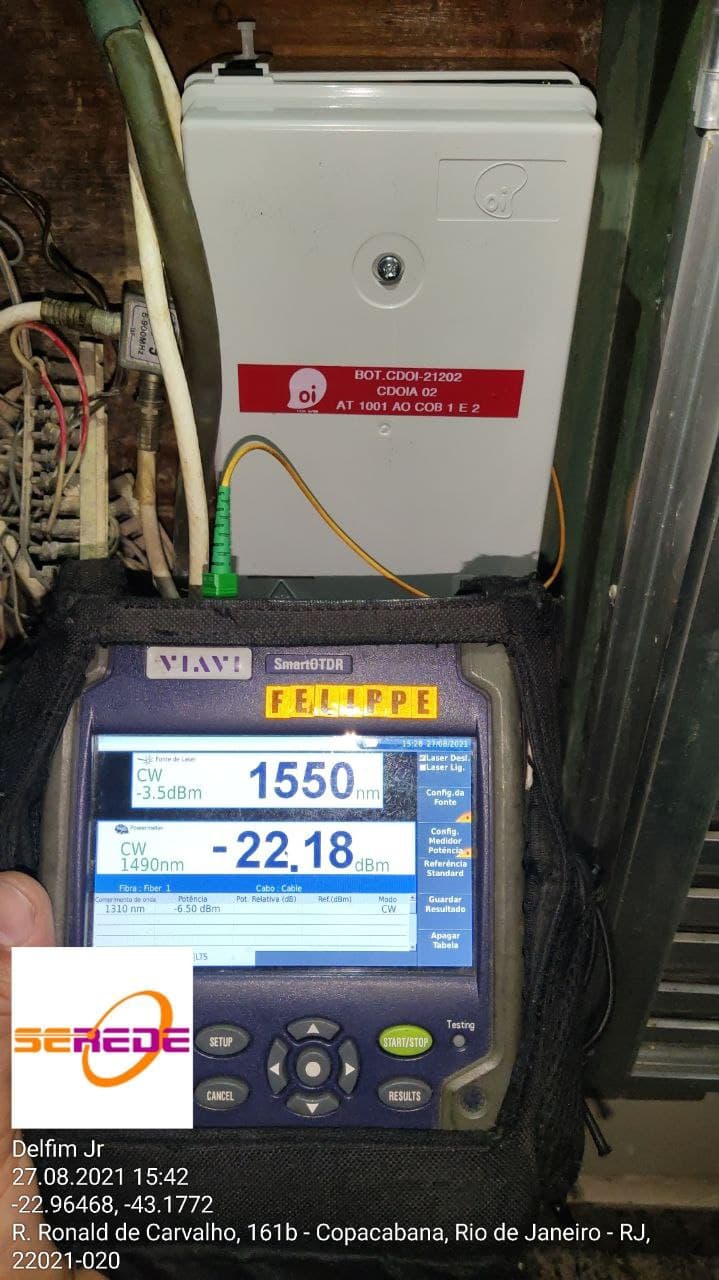 oi
5-900MHz
oi
BOT.CDOI-21202
CDOIA 02
AT 1001 AO COB 1 E 2
VIAVI
SmartOTDR
FELIPPE
15:26 27/08/2021
Fonte de Laser
CW
-3.5dBm
1550nm
Laser Desl.
Laser Lig.
Config.da
Fonte
Powermeter
CW
1490nm
-22.18dBm
Config.
Medidor
Potência
Referência
Standard
Fibra : Fiber 1
Cabo : Cable
Comprimento de onda
Potência
Pot. Relativa (dB)
Ref.(dBm)
Modo
1310 nm
-6.50 dBm
CW
Guardar
Resultado
Apagar
Tabela
LTS
SETUP
START/STOP
Testing
CANCEL
RESULTS
SEREDE
Delfim Jr
27.08.2021 15:42
-22.96468, -43.1772
R. Ronald de Carvalho, 161b - Copacabana, Rio de Janeiro - RJ,
22021-020